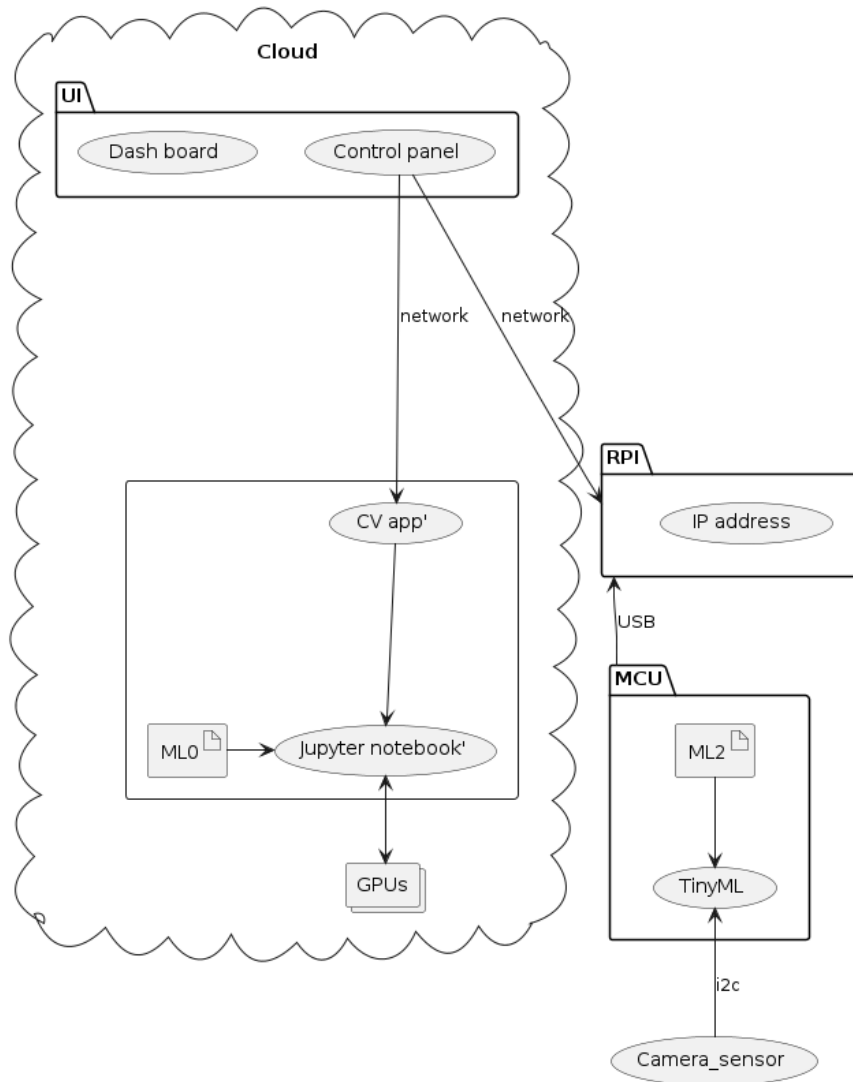 Cloud
UI
Dash board
Control panel
network
network
RPI
CV app'
IP address
USB
MCU
ML0
Jupyter notebook'
ML2
GPUs
TinyML
i2c
Camera_sensor